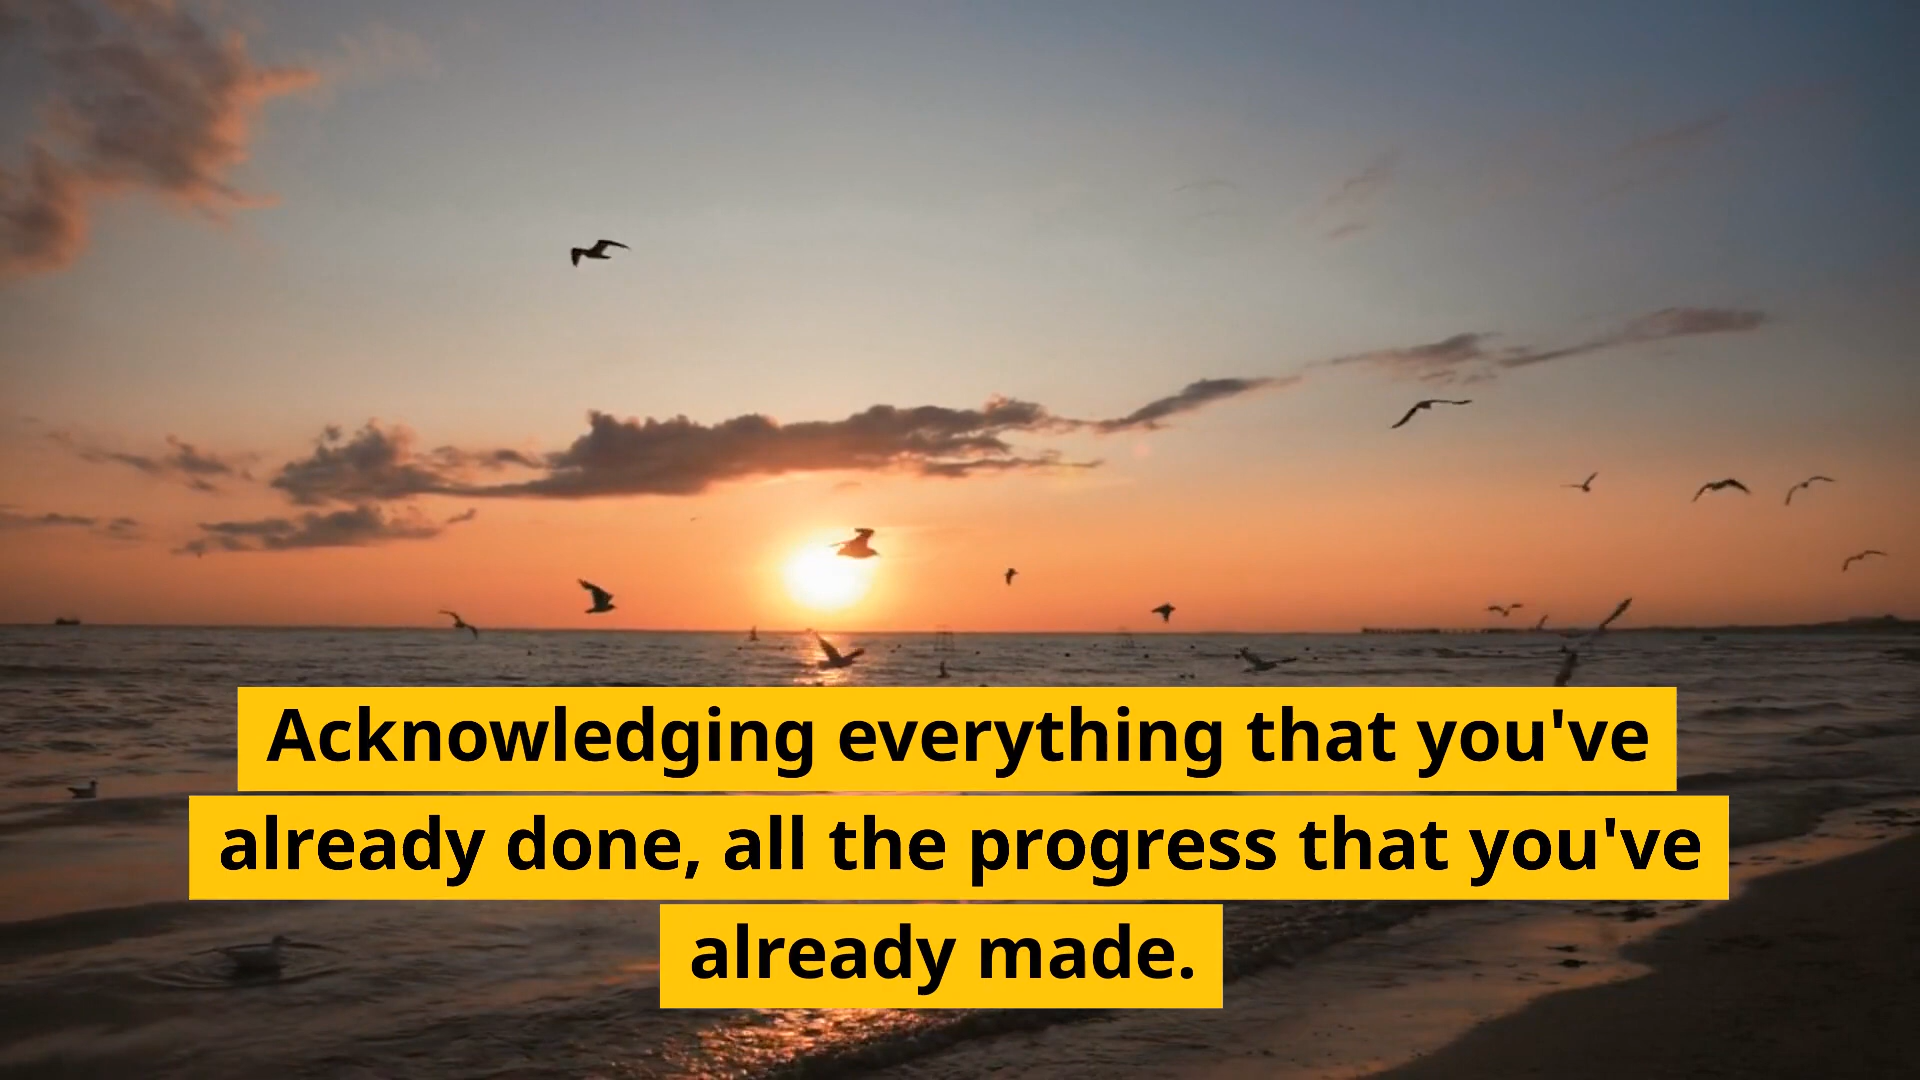 Acknowledging everything that you've
already done, all the progress that you've
already made.